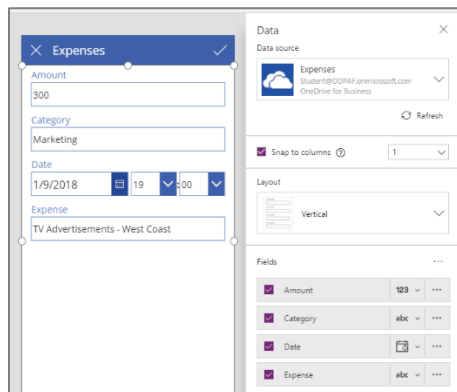 Expenses
Amount
300
Category
Marketing
Date
1/9/2018 19 : 00
Expense
TV Advertisements - West Coast
Data
Data source
Expenses
Student@ODPAF.onmicrosoft.com
OneDrive for Business
Refresh
Snap to columns ? 1
Layout
Vertical
Fields ...
Amount 123 ...
Category abc ...
Date ...
Expense abc ...